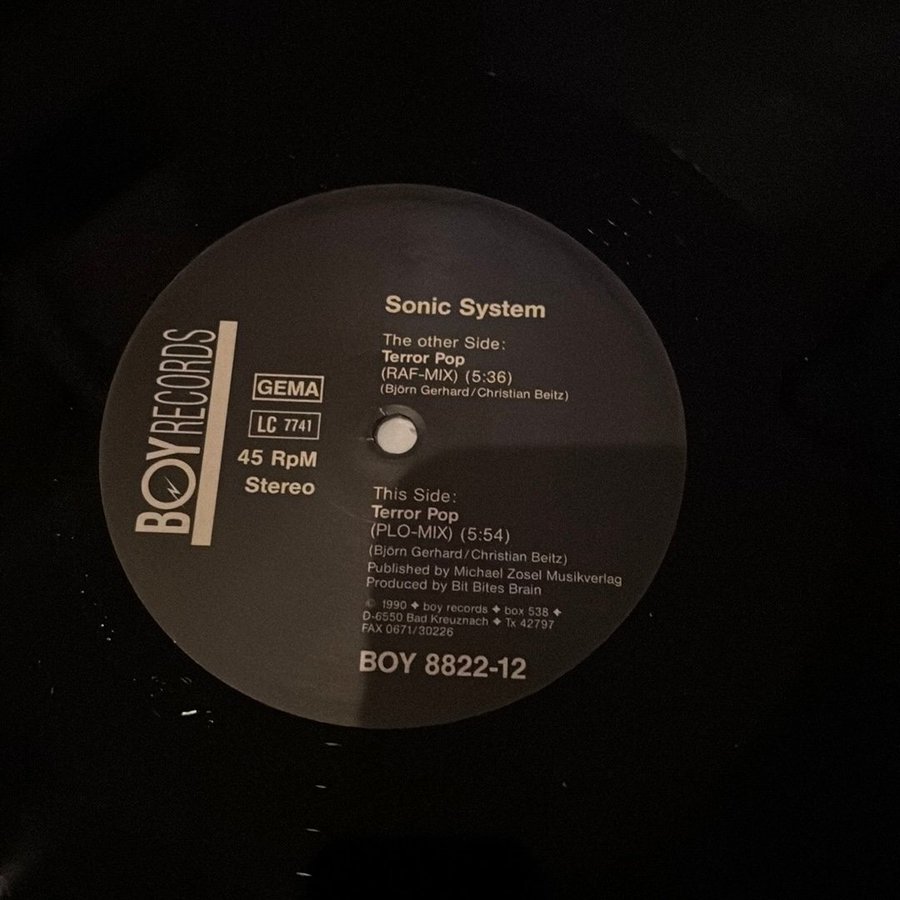 BOY RECORDS
GEMA
LC 7741
45 RpM
Stereo
Sonic System
The other Side:
Terror Pop
(RAF-MIX) (5:36)
(Björn Gerhard/Christian Beitz)
This Side:
Terror Pop
(PLO-MIX) (5:54)
(Björn Gerhard/Christian Beitz)
Published by Michael Zosel Musikverlag
Produced by Bit Bites Brain
© 1990 ✦ boy records ✦ box 538 ✦
D-6550 Bad Kreuznach ✦ Tx 42797
FAX 0671/30226
BOY 8822-12